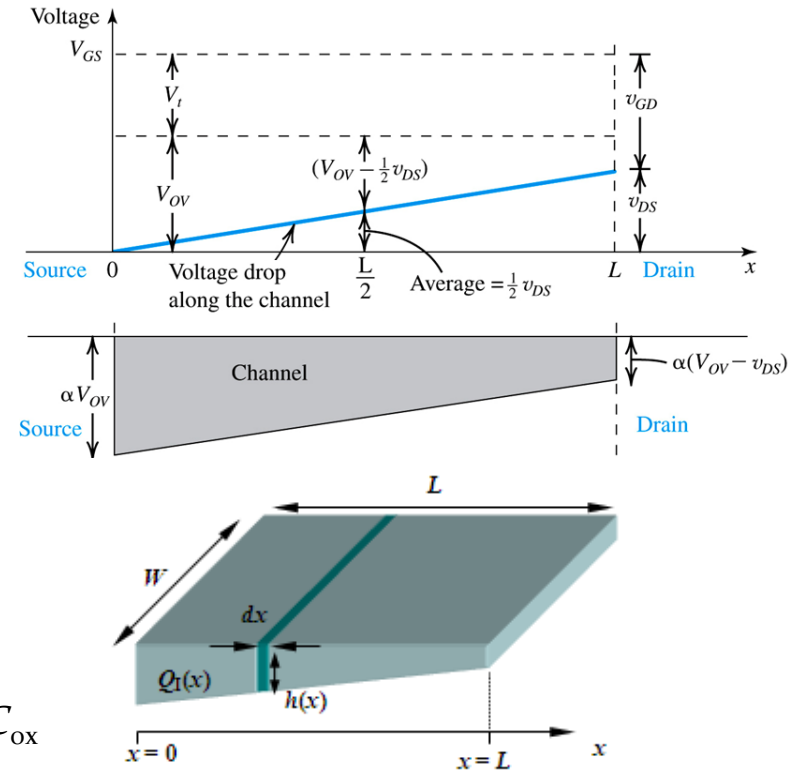 Voltage
V_GS
V_t
v_GD
(V_OV − ½ v_DS)
V_OV
v_DS
Source 0
Voltage drop
along the channel
L/2
Average = ½ v_DS
L Drain
x
Channel
α(V_OV − v_DS)
αV_OV
Source
Drain
L
W
dx
Q_I(x)
h(x)
ox
x = 0
x = L
x